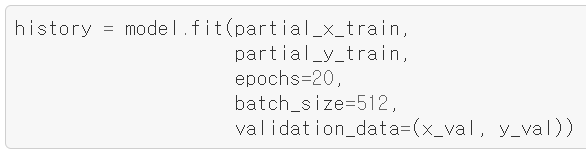 history = model.fit(partial_x_train,
                    partial_y_train,
                    epochs=20,
                    batch_size=512,
                    validation_data=(x_val, y_val))